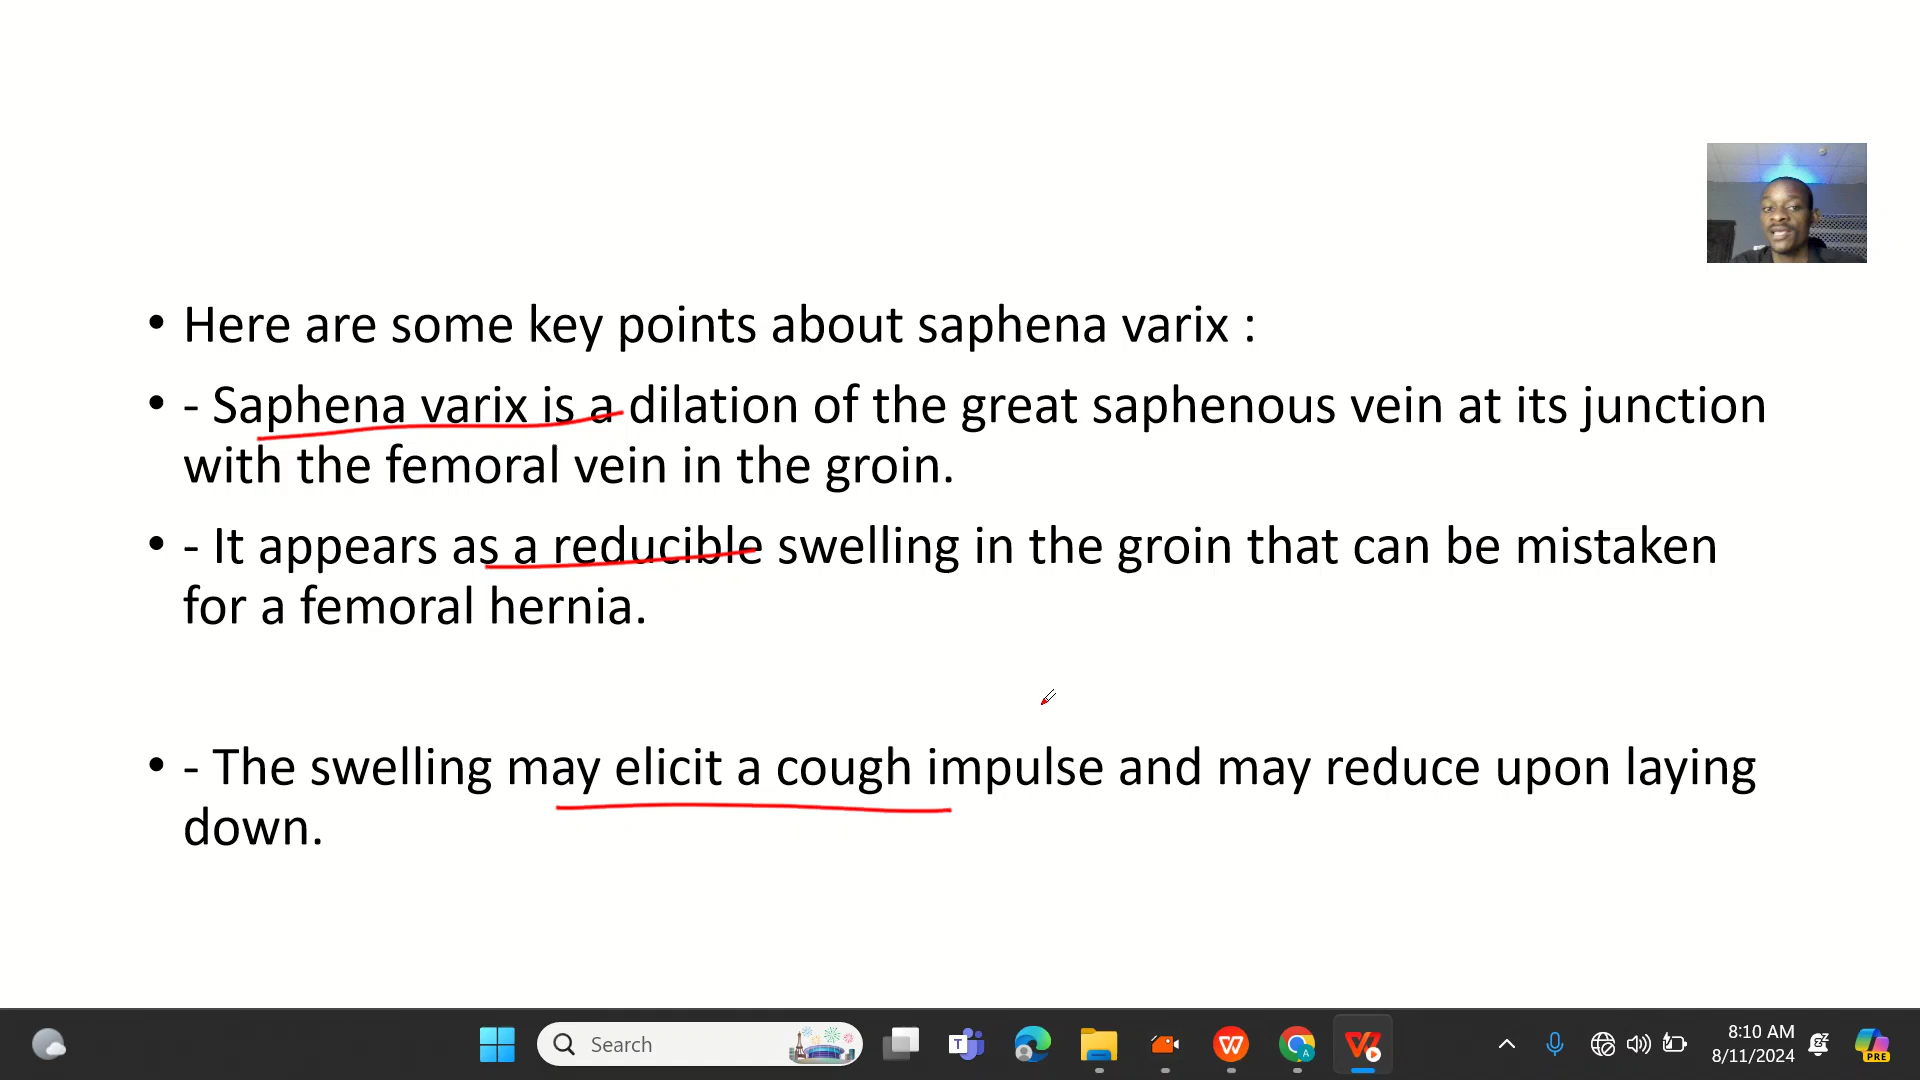 • Here are some key points about saphena varix :
• - Saphena varix is a dilation of the great saphenous vein at its junction
with the femoral vein in the groin.
• - It appears as a reducible swelling in the groin that can be mistaken
for a femoral hernia.
• - The swelling may elicit a cough impulse and may reduce upon laying
down.
Search
8:10 AM
8/11/2024
PRE